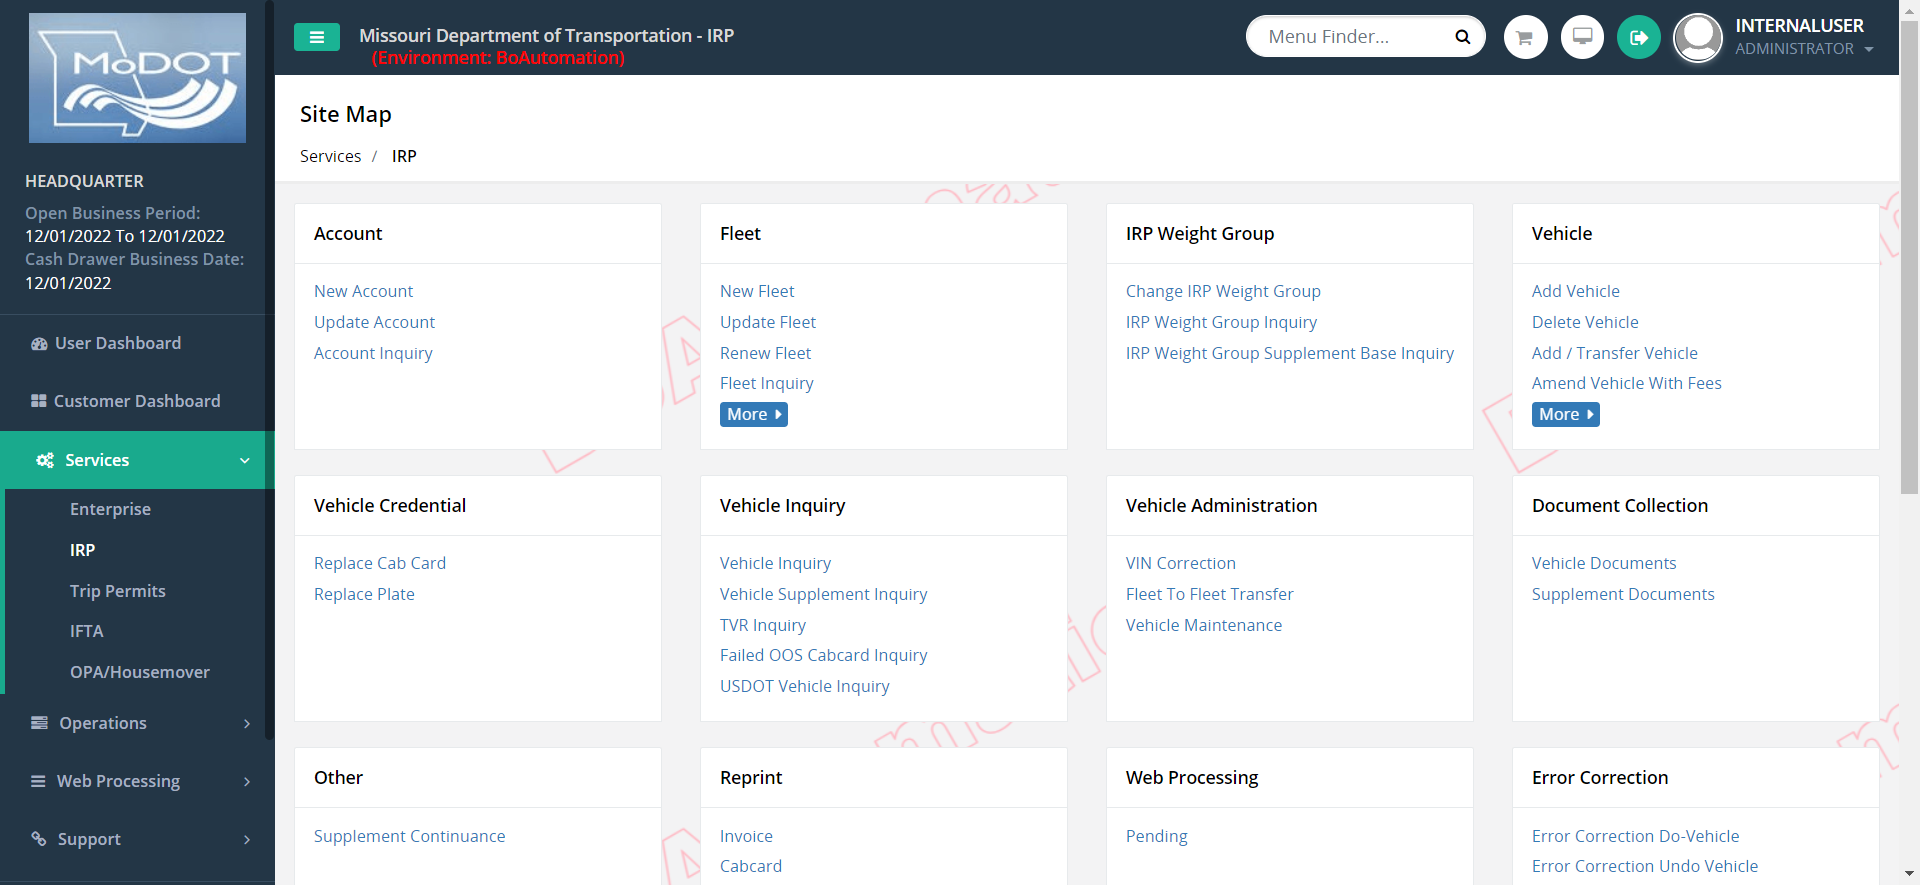 MoDOT
HEADQUARTER
Open Business Period:
12/01/2022 To 12/01/2022
Cash Drawer Business Date:
12/01/2022
User Dashboard
Customer Dashboard
Services
Enterprise
IRP
Trip Permits
IFTA
OPA/Housemover
Operations
Web Processing
Support
Missouri Department of Transportation - IRP
(Environment: BoAutomation)
Menu Finder...
INTERNALUSER
ADMINISTRATOR
Site Map
Services / IRP
Account
New Account
Update Account
Account Inquiry
Fleet
New Fleet
Update Fleet
Renew Fleet
Fleet Inquiry
More
IRP Weight Group
Change IRP Weight Group
IRP Weight Group Inquiry
IRP Weight Group Supplement Base Inquiry
Vehicle
Add Vehicle
Delete Vehicle
Add / Transfer Vehicle
Amend Vehicle With Fees
More
Vehicle Credential
Replace Cab Card
Replace Plate
Vehicle Inquiry
Vehicle Inquiry
Vehicle Supplement Inquiry
TVR Inquiry
Failed OOS Cabcard Inquiry
USDOT Vehicle Inquiry
Vehicle Administration
VIN Correction
Fleet To Fleet Transfer
Vehicle Maintenance
Document Collection
Vehicle Documents
Supplement Documents
Other
Supplement Continuance
Reprint
Invoice
Cabcard
Web Processing
Pending
Error Correction
Error Correction Do-Vehicle
Error Correction Undo Vehicle